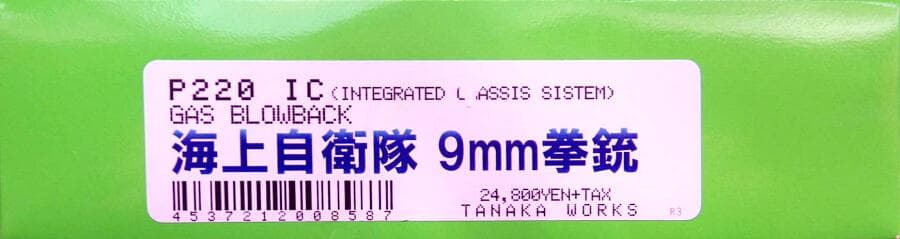 P220 IC (INTEGRATED C ASSIS SISTEM)
GAS BLOWBACK
海上自衛隊 9mm拳銃
4537212008587
24,800YEN+TAX
TANAKA WORKS R3